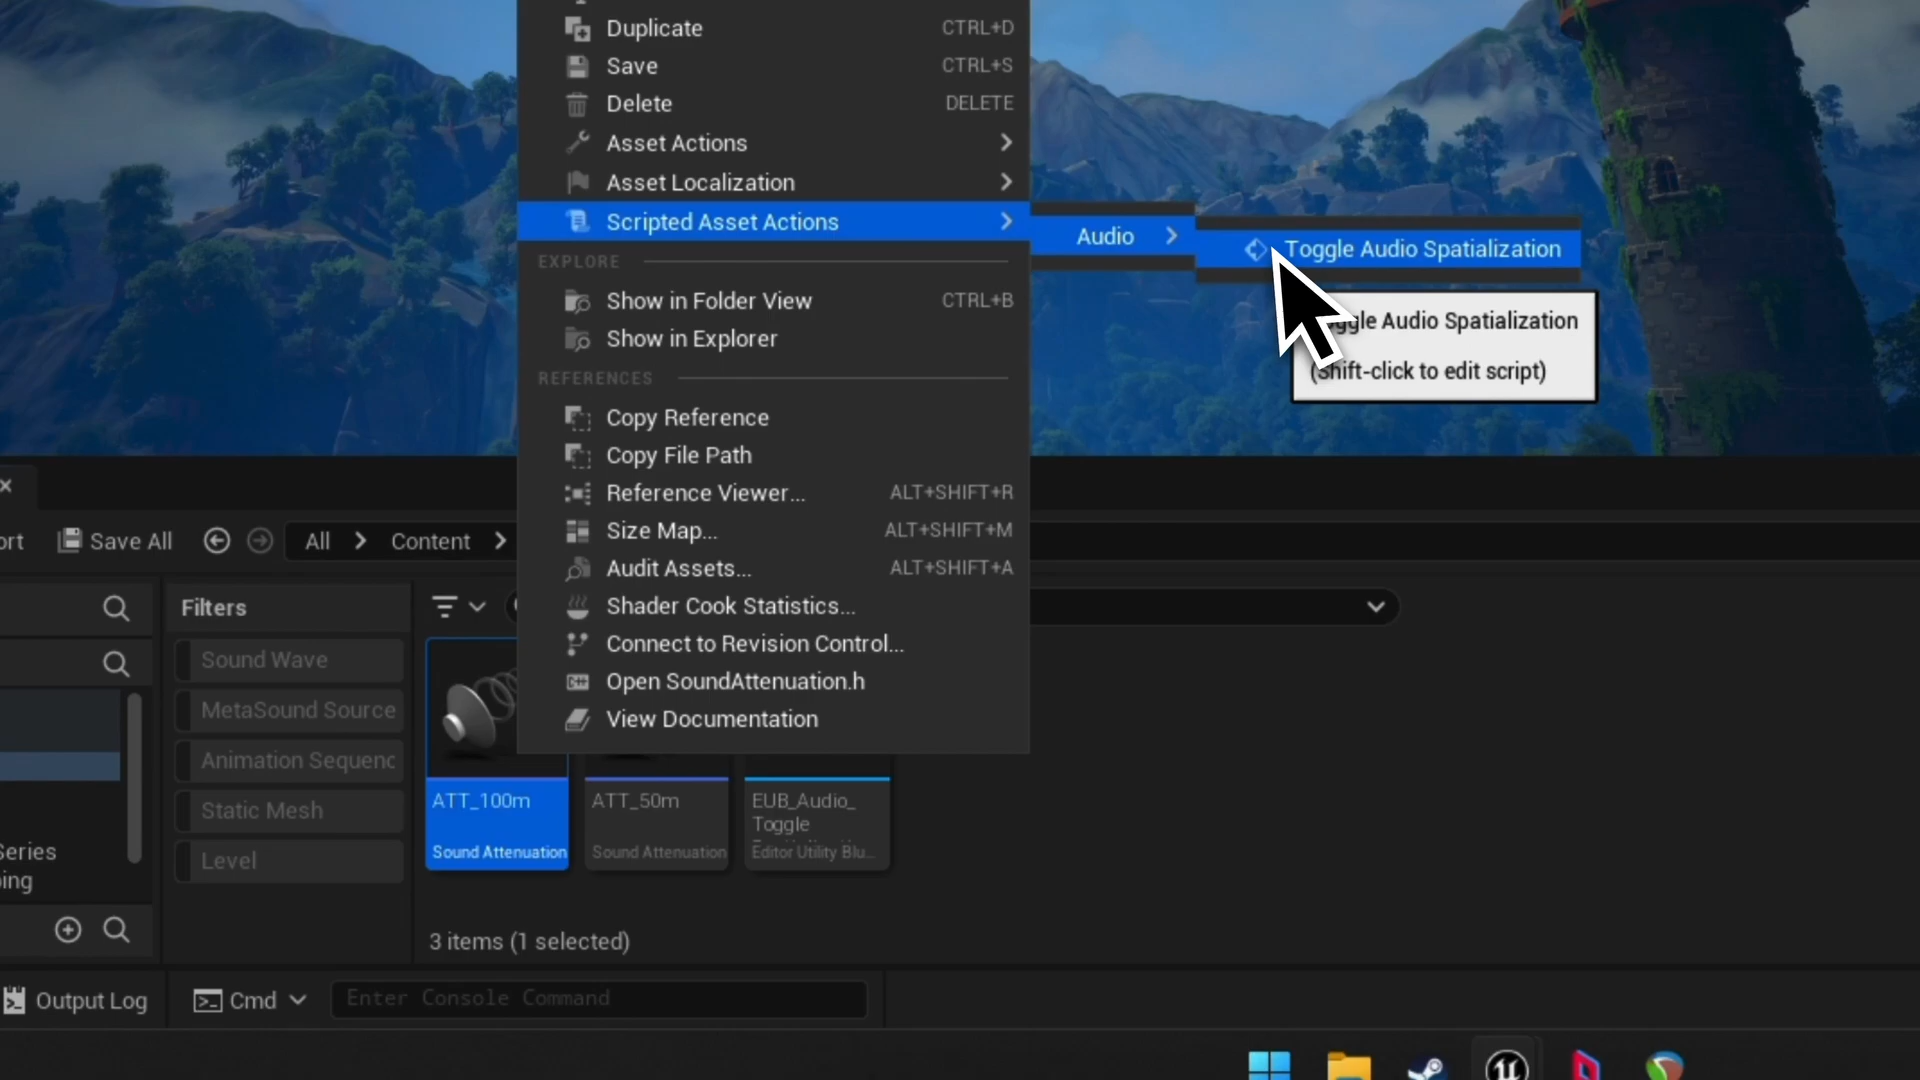 Duplicate CTRL+D
Save CTRL+S
Delete DELETE
Asset Actions
Asset Localization
Scripted Asset Actions
Audio
Toggle Audio Spatialization
Audio Spatialization
(Shift-click to edit script)
EXPLORE
Show in Folder View CTRL+B
Show in Explorer
REFERENCES
Copy Reference
Copy File Path
Reference Viewer... ALT+SHIFT+R
Size Map... ALT+SHIFT+M
Audit Assets... ALT+SHIFT+A
Shader Cook Statistics...
Connect to Revision Control...
Open SoundAttenuation.h
View Documentation
Save All
All
Content
Filters
Sound Wave
MetaSound Source
Animation Sequenc
Static Mesh
Level
ATT_100m
Sound Attenuation
ATT_50m
Sound Attenuation
EUB_Audio_
Toggle
Editor Utility Blu...
3 items (1 selected)
Output Log
Cmd
Enter Console Command